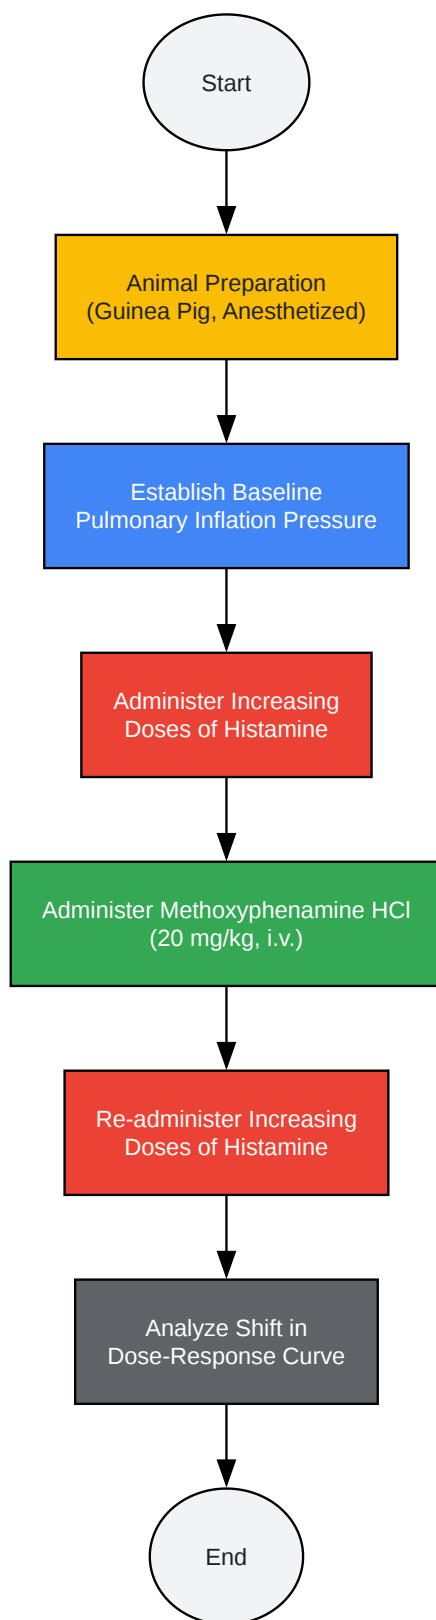 Start
Animal Preparation
(Guinea Pig, Anesthetized)
Establish Baseline
Pulmonary Inflation Pressure
Administer Increasing
Doses of Histamine
Administer Methoxyphenamine HCl
(20 mg/kg, i.v.)
Re-administer Increasing
Doses of Histamine
Analyze Shift in
Dose-Response Curve
End